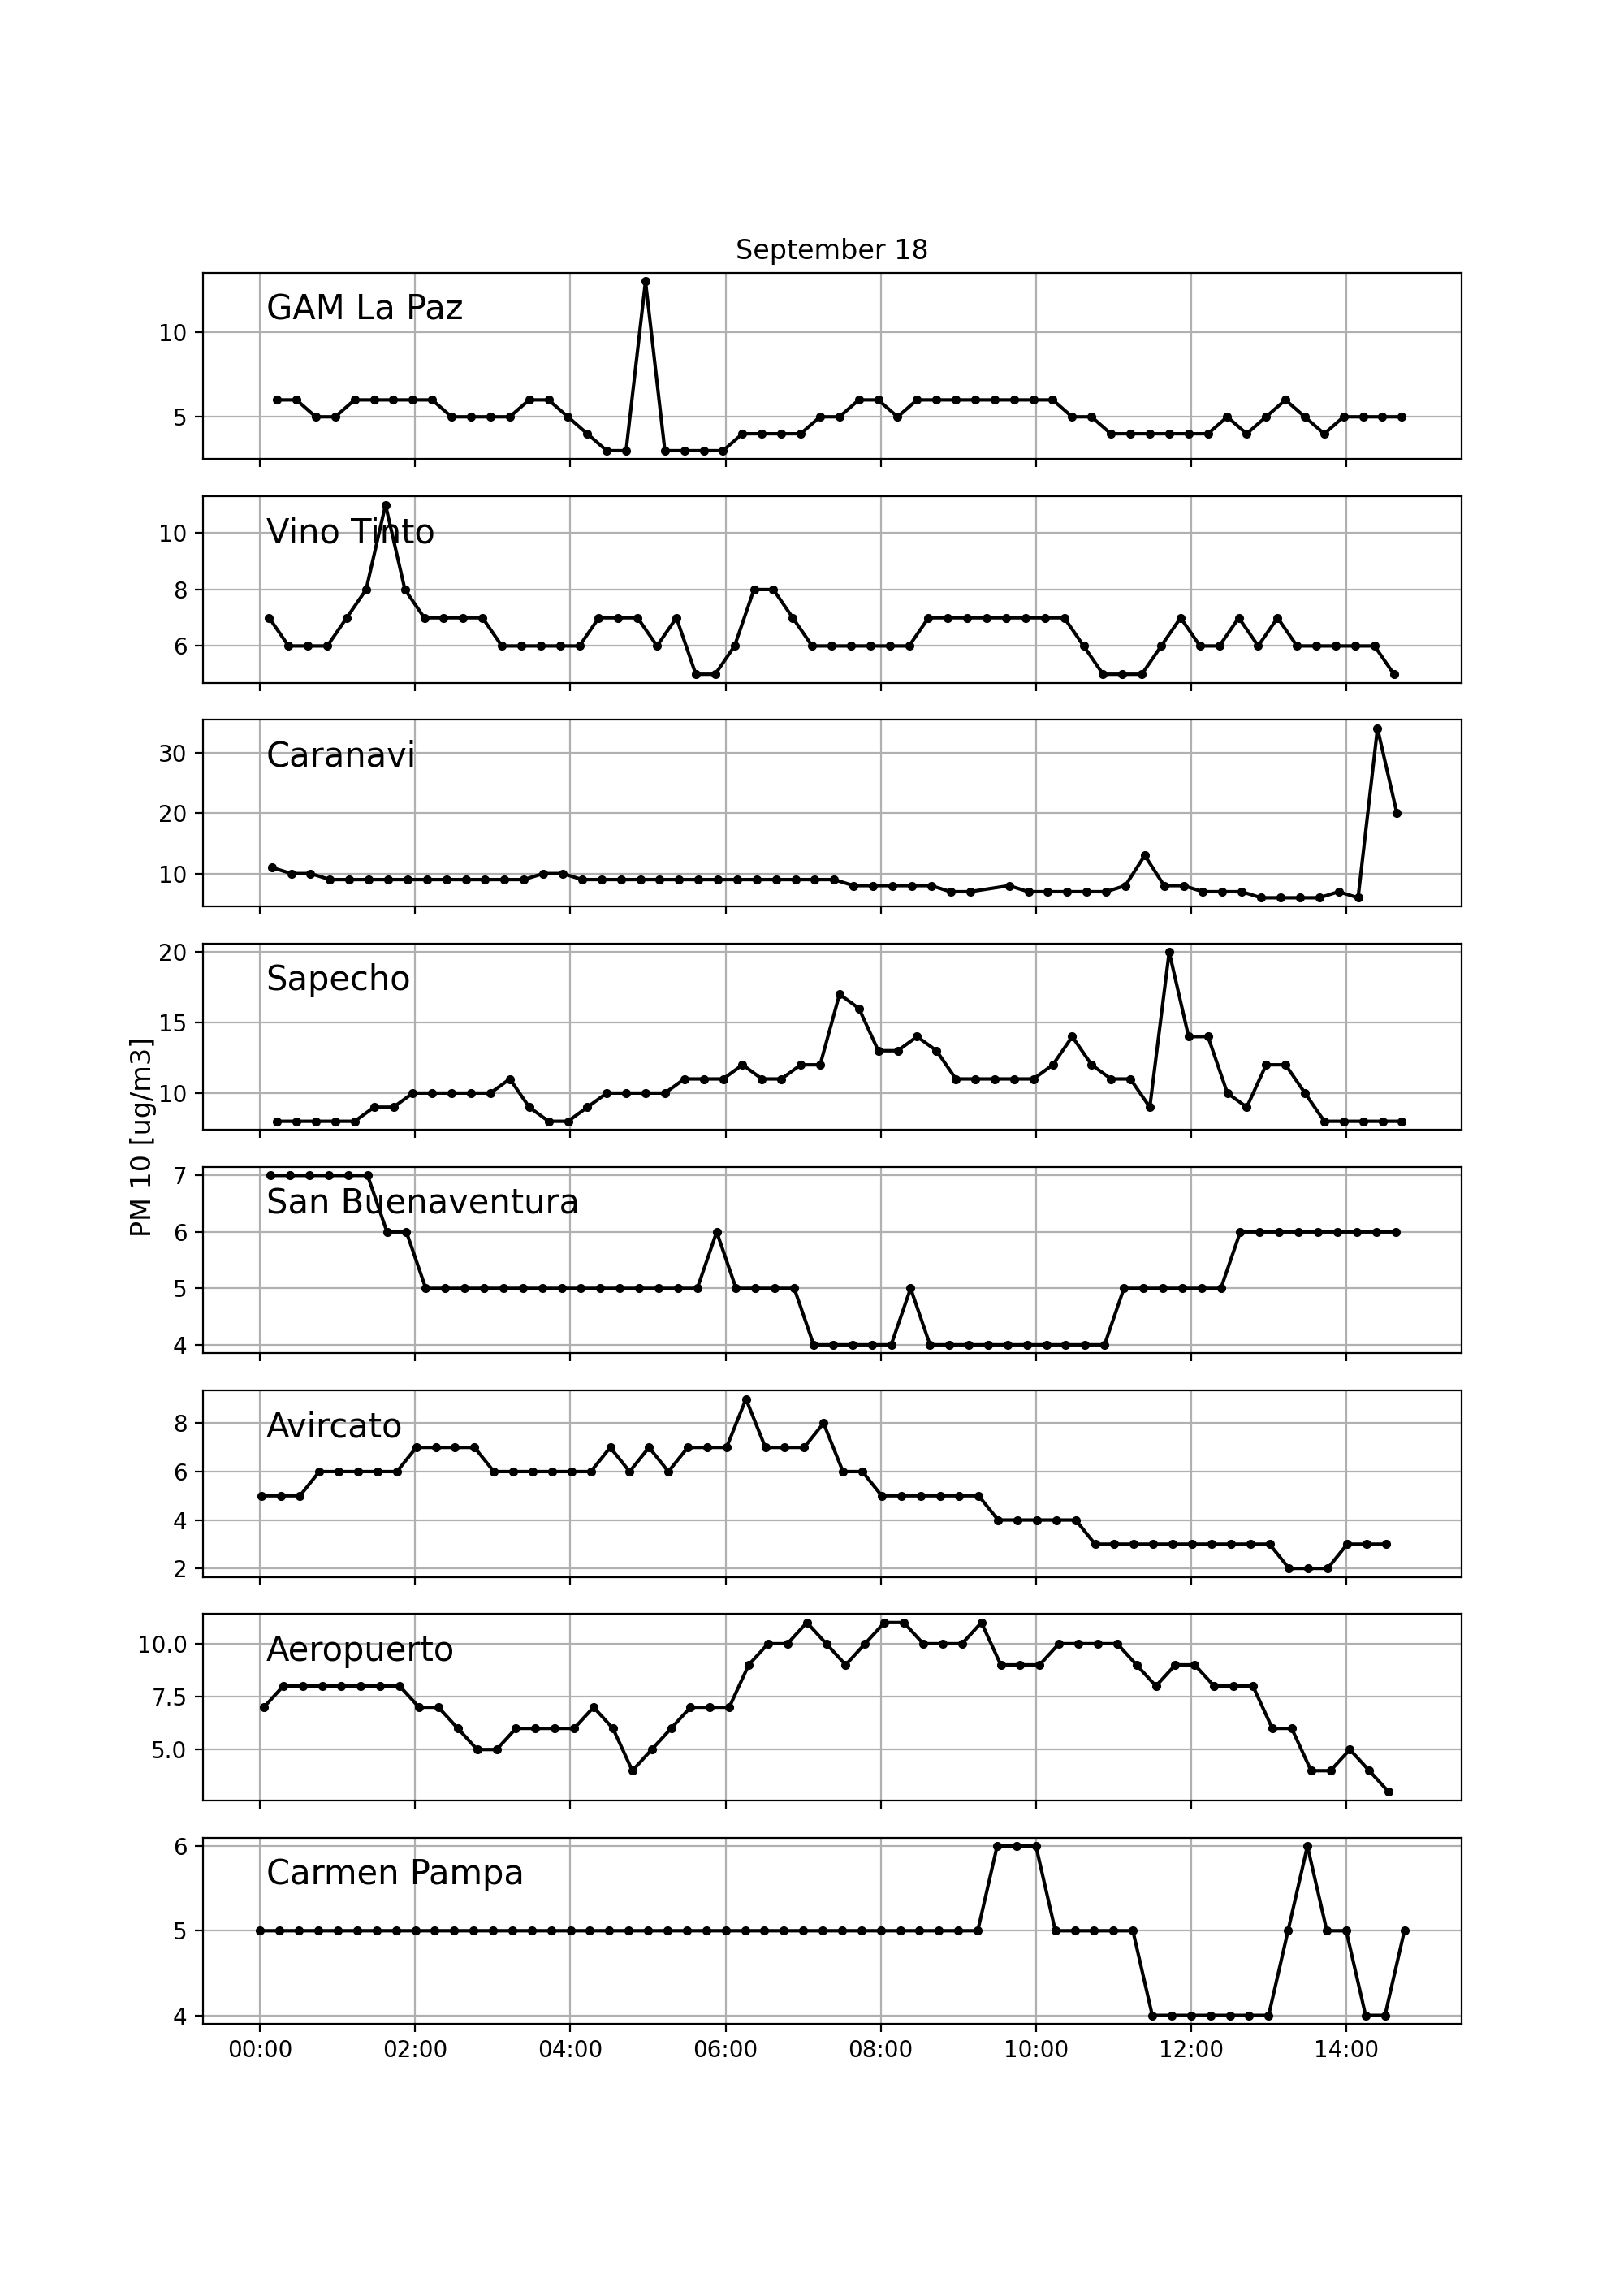 September 18
GAM La Paz
10
5
Vino Tinto
10
8
6
Caranavi
30
20
10
PM 10 [ug/m3]
Sapecho
20
15
10
San Buenaventura
7
6
5
4
Avircato
8
6
4
2
Aeropuerto
10.0
7.5
5.0
Carmen Pampa
6
5
4
00:00 02:00 04:00 06:00 08:00 10:00 12:00 14:00